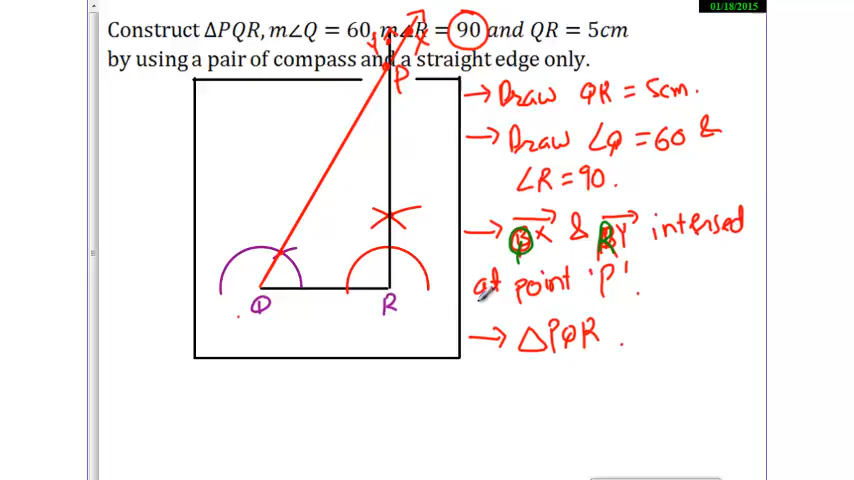 01/18/2015
Construct ΔPQR, m∠Q = 60, m∠R = 90 and QR = 5cm
by using a pair of compass and a straight edge only.
Y X
P
→ Draw QR = 5cm.
→ Draw ∠Q = 60 &
∠R = 90.
→ QX & RY intersed
at point 'P'.
→ △PQR.
Q R